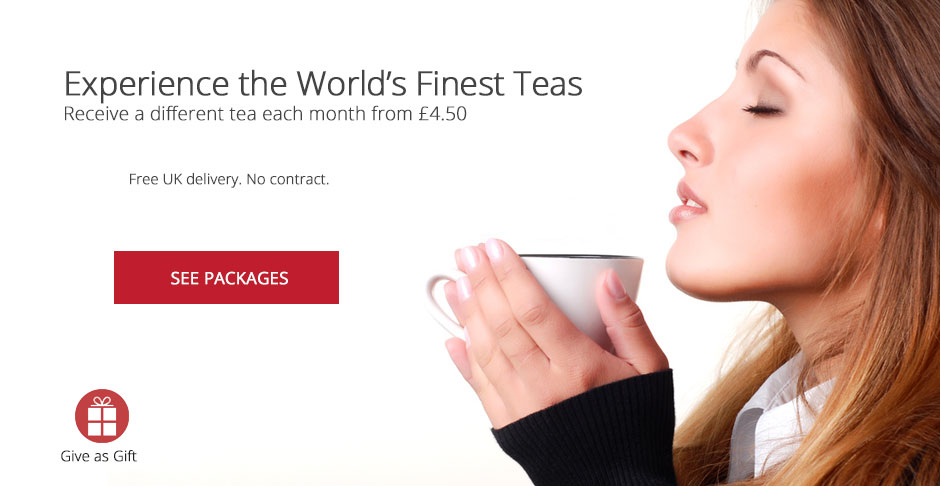 Experience the World’s Finest Teas
Receive a different tea each month from £4.50
Free UK delivery. No contract.
SEE PACKAGES
Give as Gift